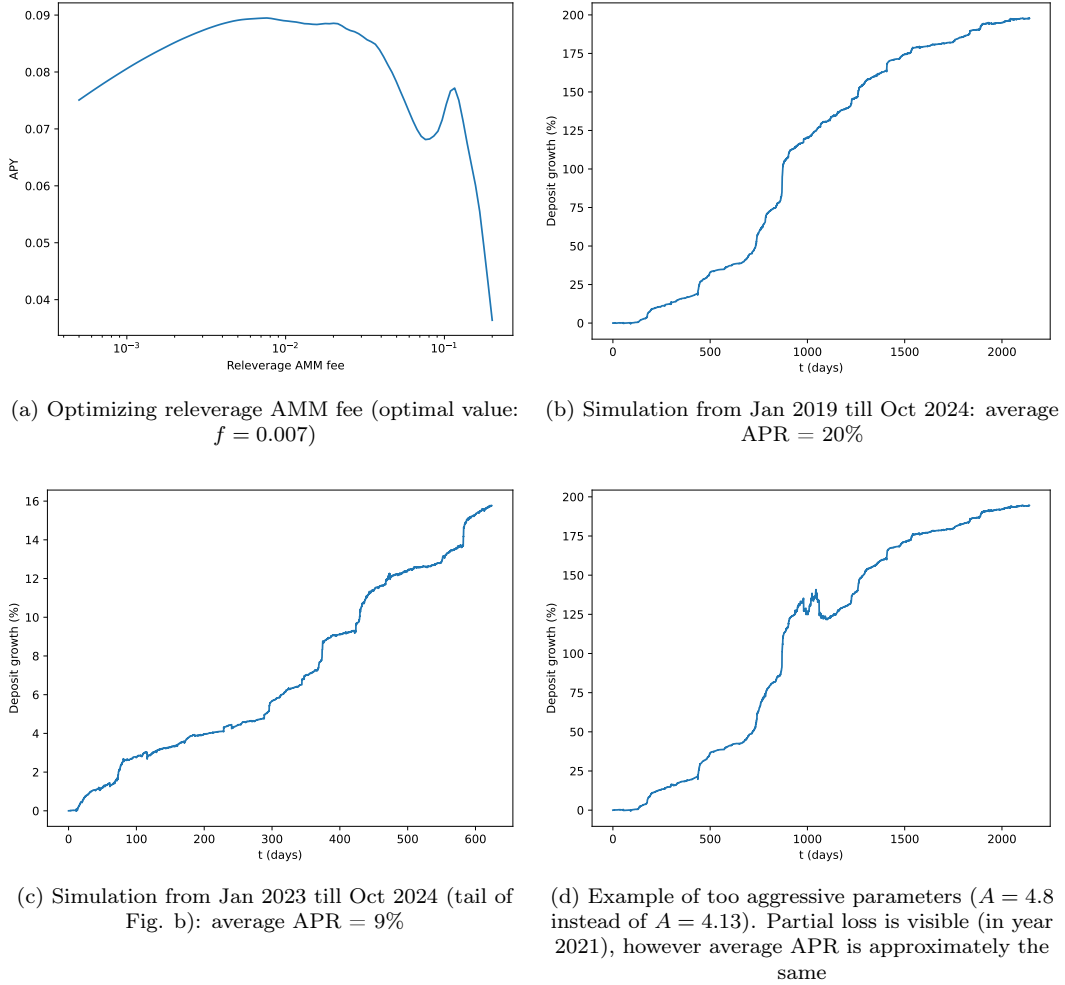 0.09
0.08
0.07
0.06
0.05
0.04
APY
10⁻³
10⁻²
10⁻¹
Releverage AMM fee
(a) Optimizing releverage AMM fee (optimal value:
f = 0.007)
200
175
150
125
100
75
50
25
0
Deposit growth (%)
0
500
1000
1500
2000
t (days)
(b) Simulation from Jan 2019 till Oct 2024: average
APR = 20%
16
14
12
10
8
6
4
2
0
Deposit growth (%)
0
100
200
300
400
500
600
t (days)
(c) Simulation from Jan 2023 till Oct 2024 (tail of
Fig. b): average APR = 9%
200
175
150
125
100
75
50
25
0
Deposit growth (%)
0
500
1000
1500
2000
t (days)
(d) Example of too aggressive parameters (A = 4.8
instead of A = 4.13). Partial loss is visible (in year
2021), however average APR is approximately the
same